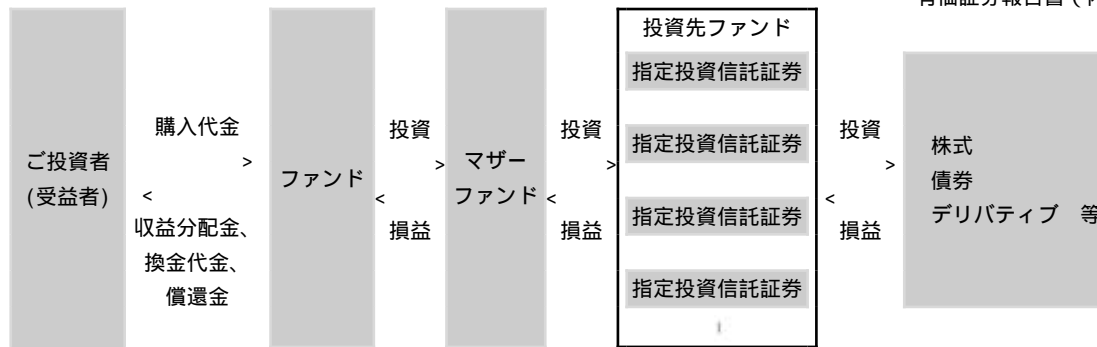 投資先ファンド
指定投資信託証券
指定投資信託証券
指定投資信託証券
指定投資信託証券
ご投資者
(受益者)
購入代金
>
<
収益分配金、
換金代金、
償還金
ファンド
投資
>
<
損益
マザー
ファンド
投資
>
<
損益
投資
>
<
損益
株式
債券
デリバティブ　等